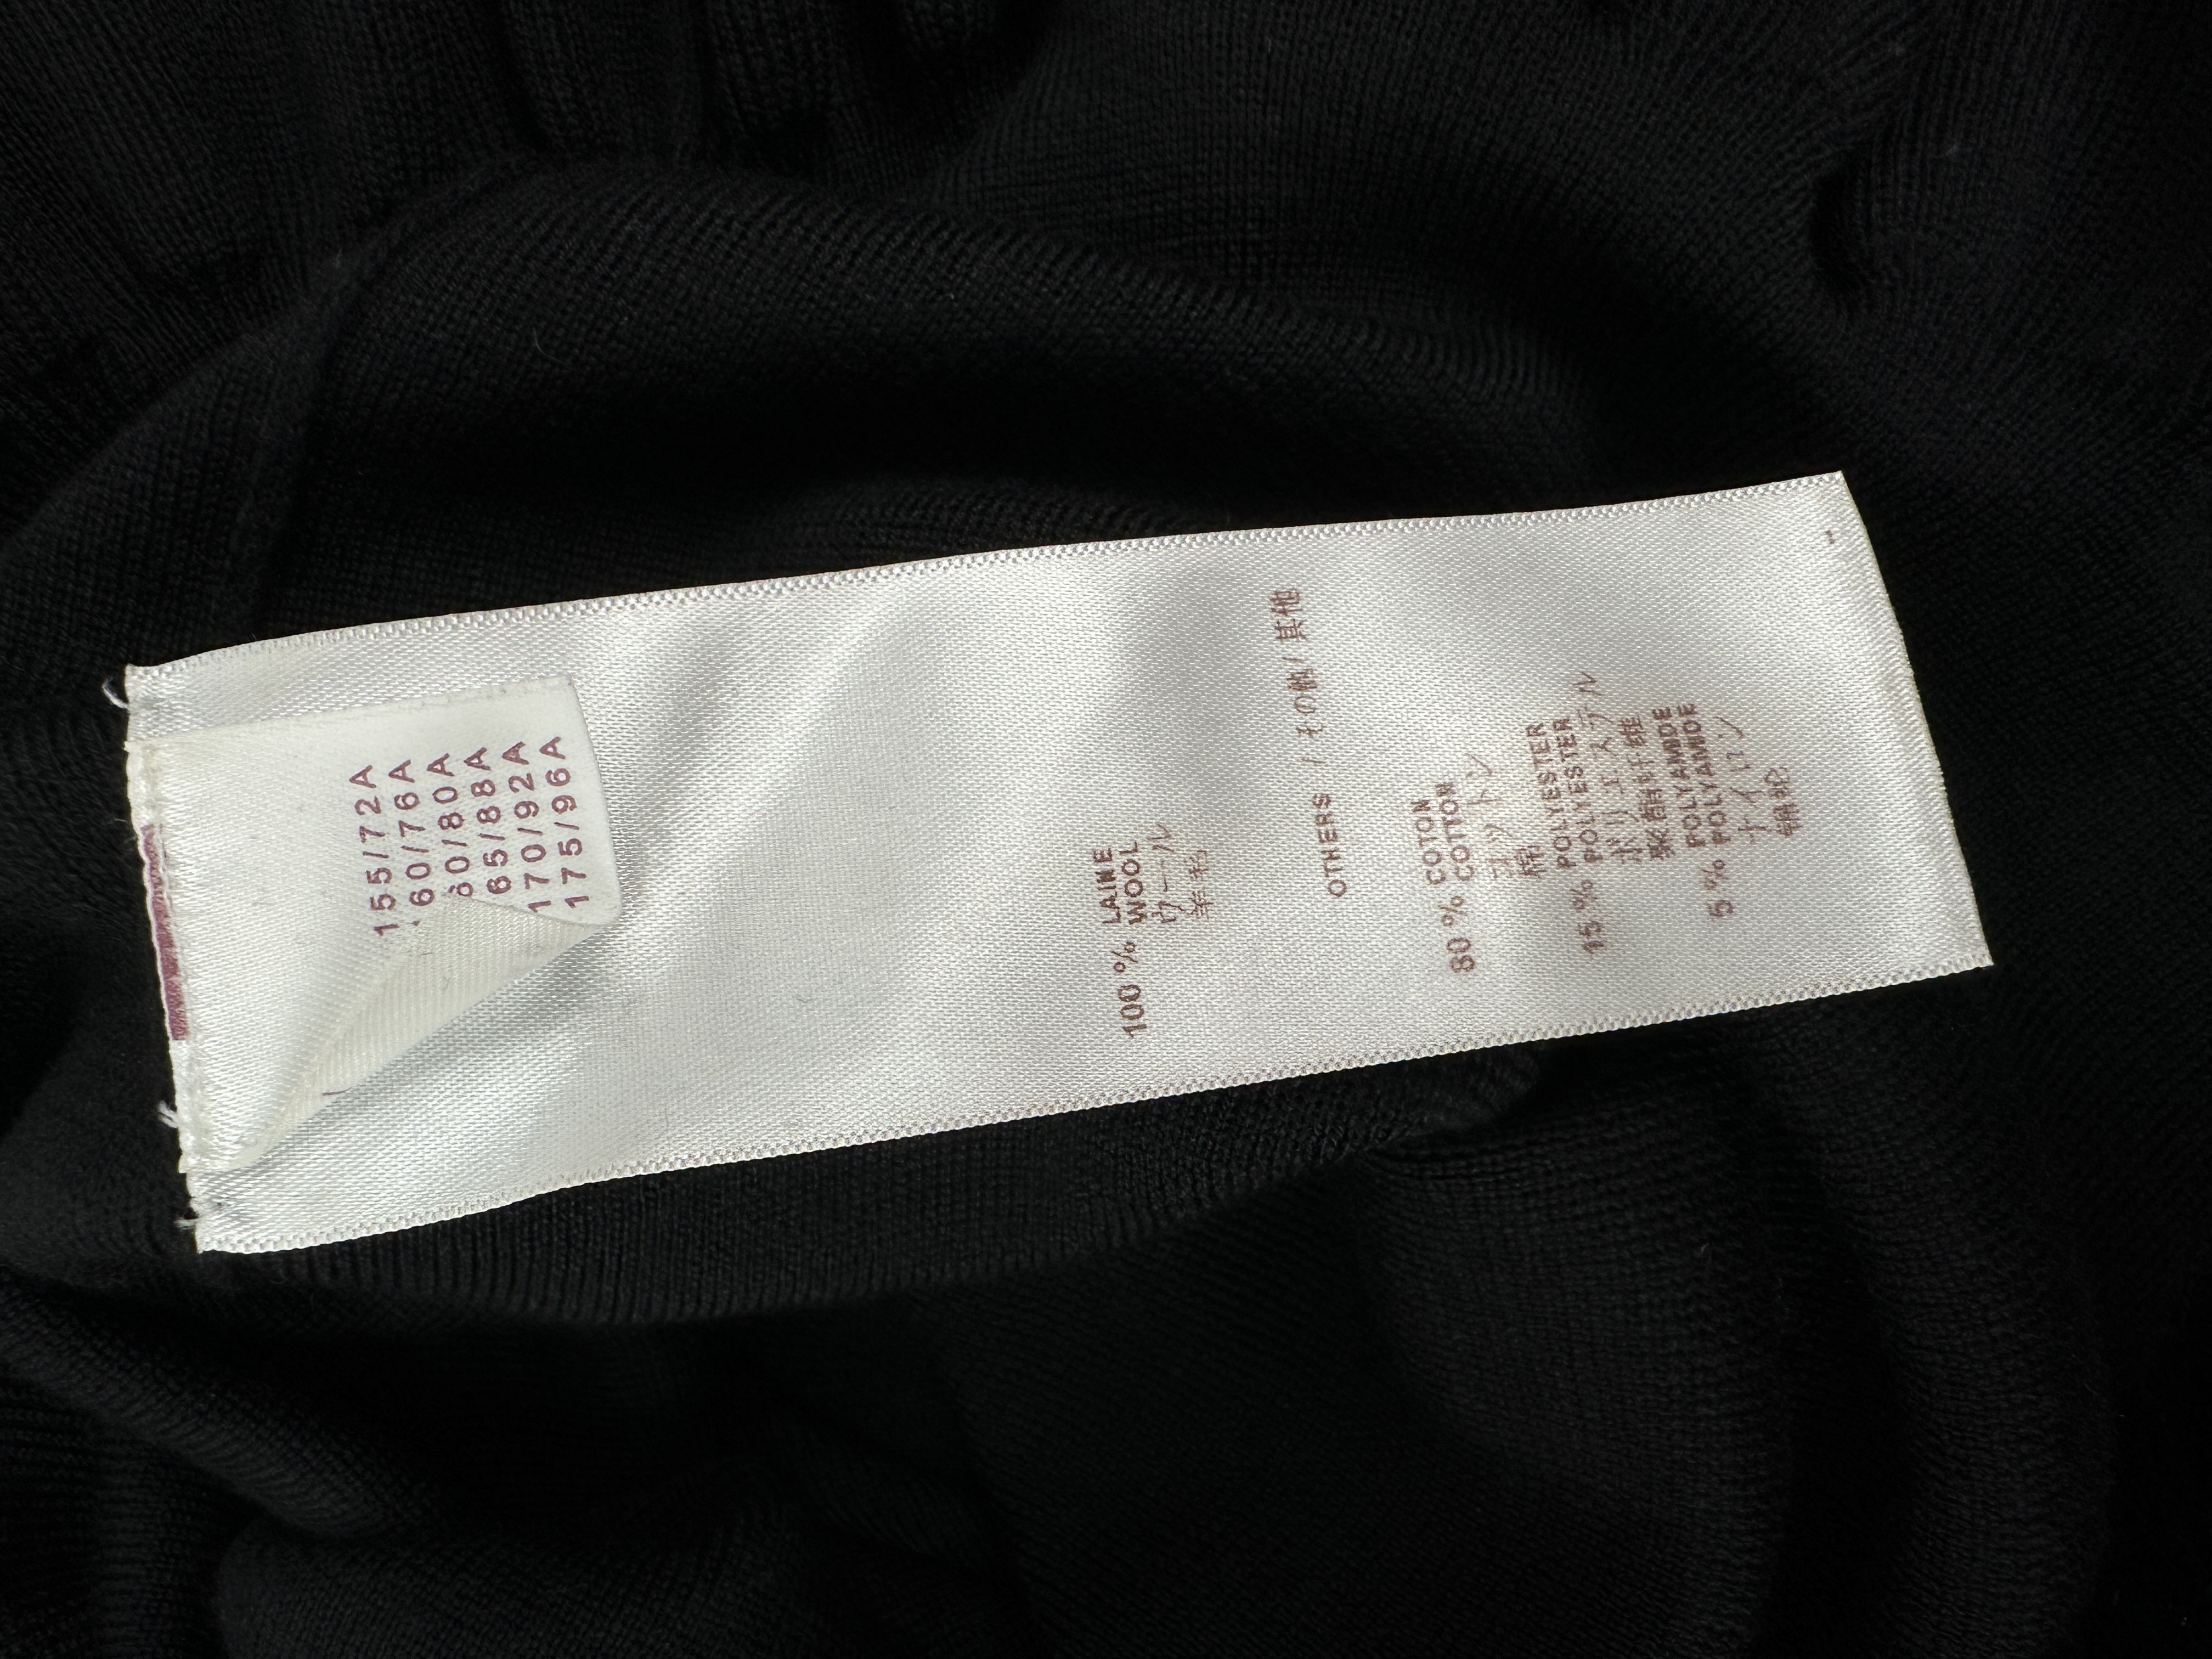 155/72A
160/76A
60/80A
65/88A
170/92A
175/96A
LAINE
100 % WOOL
ウール
羊毛
OTHERS / その他/ 其他
COTON
80 % COTTON
コットン
棉
POLYESTER
15 % POLYESTER
ポリエステル
聚酯纤维
POLYAMIDE
5 % POLYAMIDE
ナイロン
锦纶